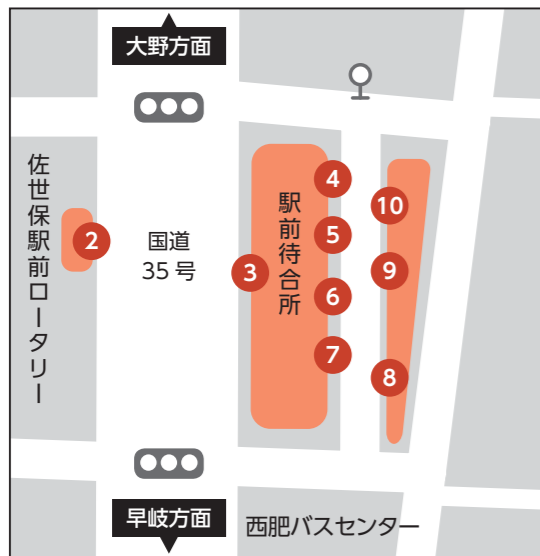 大野方面
佐世保駅前ロータリー
2
国道
35号
3
駅前待合所
4
5
6
7
10
9
8
早岐方面
西肥バスセンター